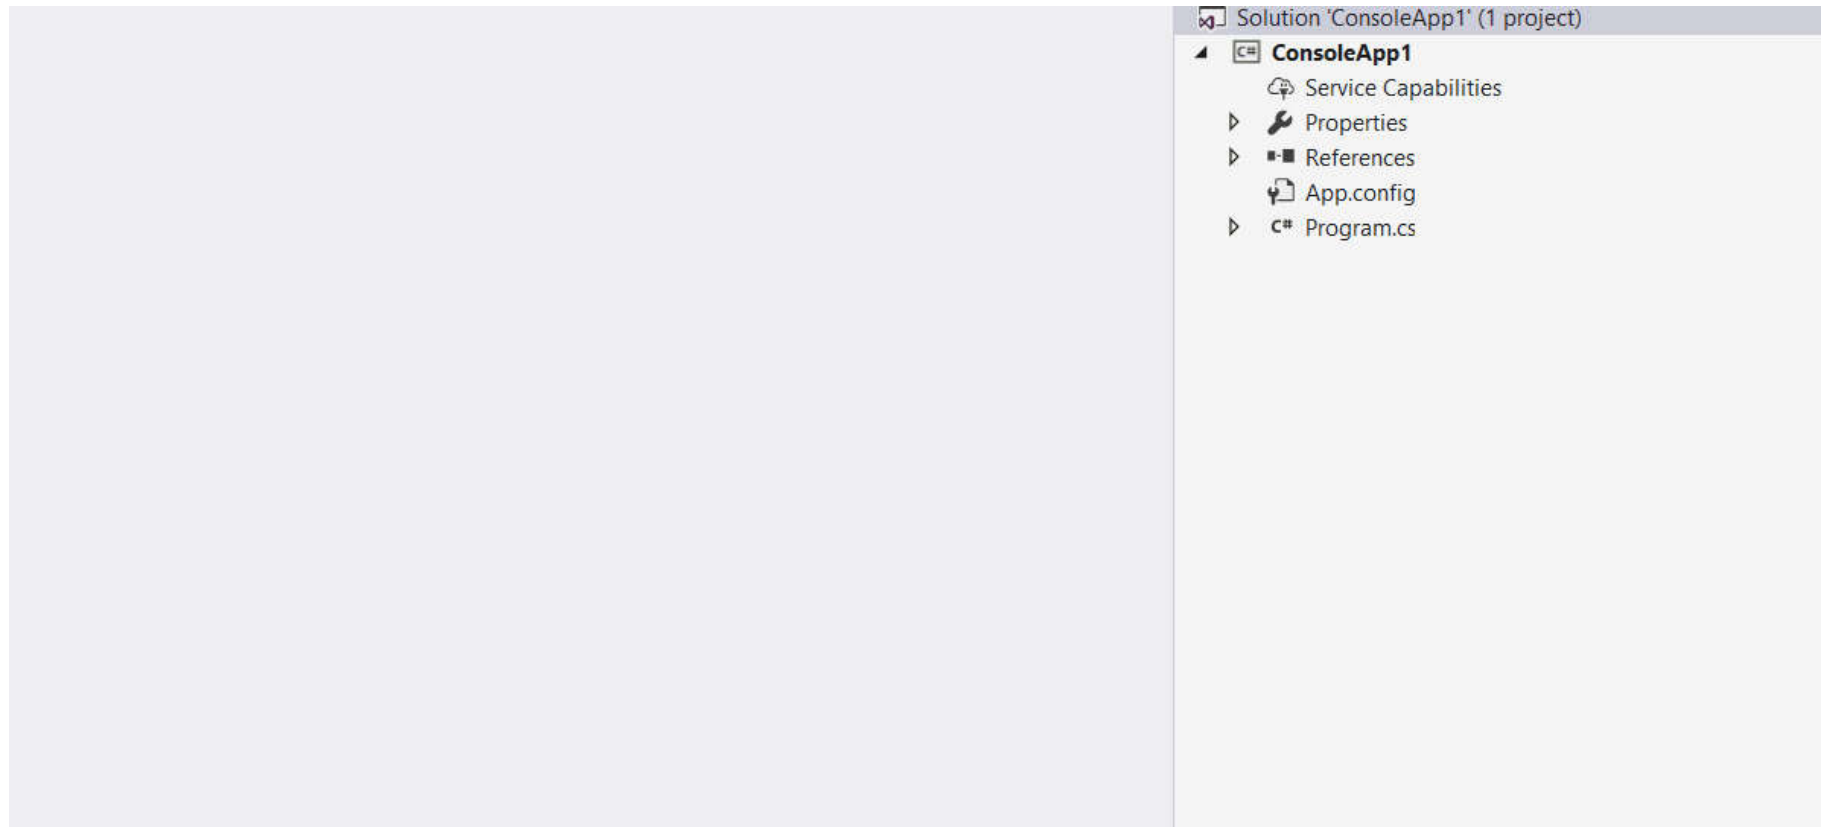 Solution 'ConsoleApp1' (1 project)
C# ConsoleApp1
Service Capabilities
Properties
References
App.config
C# Program.cs